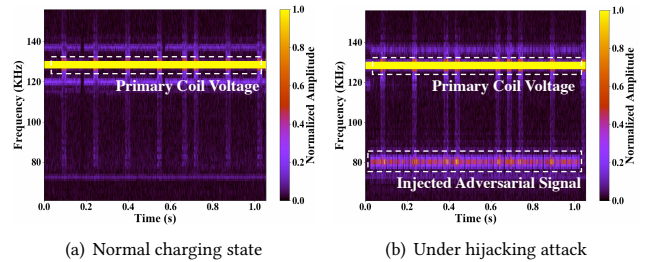 140
120
100
80
60
Frequency (KHz)
0.0 0.2 0.4 0.6 0.8 1.0
Time (s)
Primary Coil Voltage
1.0
0.8
0.6
0.4
0.2
0.0
Normalized Amplitude
(a) Normal charging state
140
120
100
80
60
Frequency (KHz)
0.0 0.2 0.4 0.6 0.8 1.0
Time (s)
Primary Coil Voltage
Injected Adversarial Signal
1.0
0.8
0.6
0.4
0.2
0.0
Normalized Amplitude
(b) Under hijacking attack